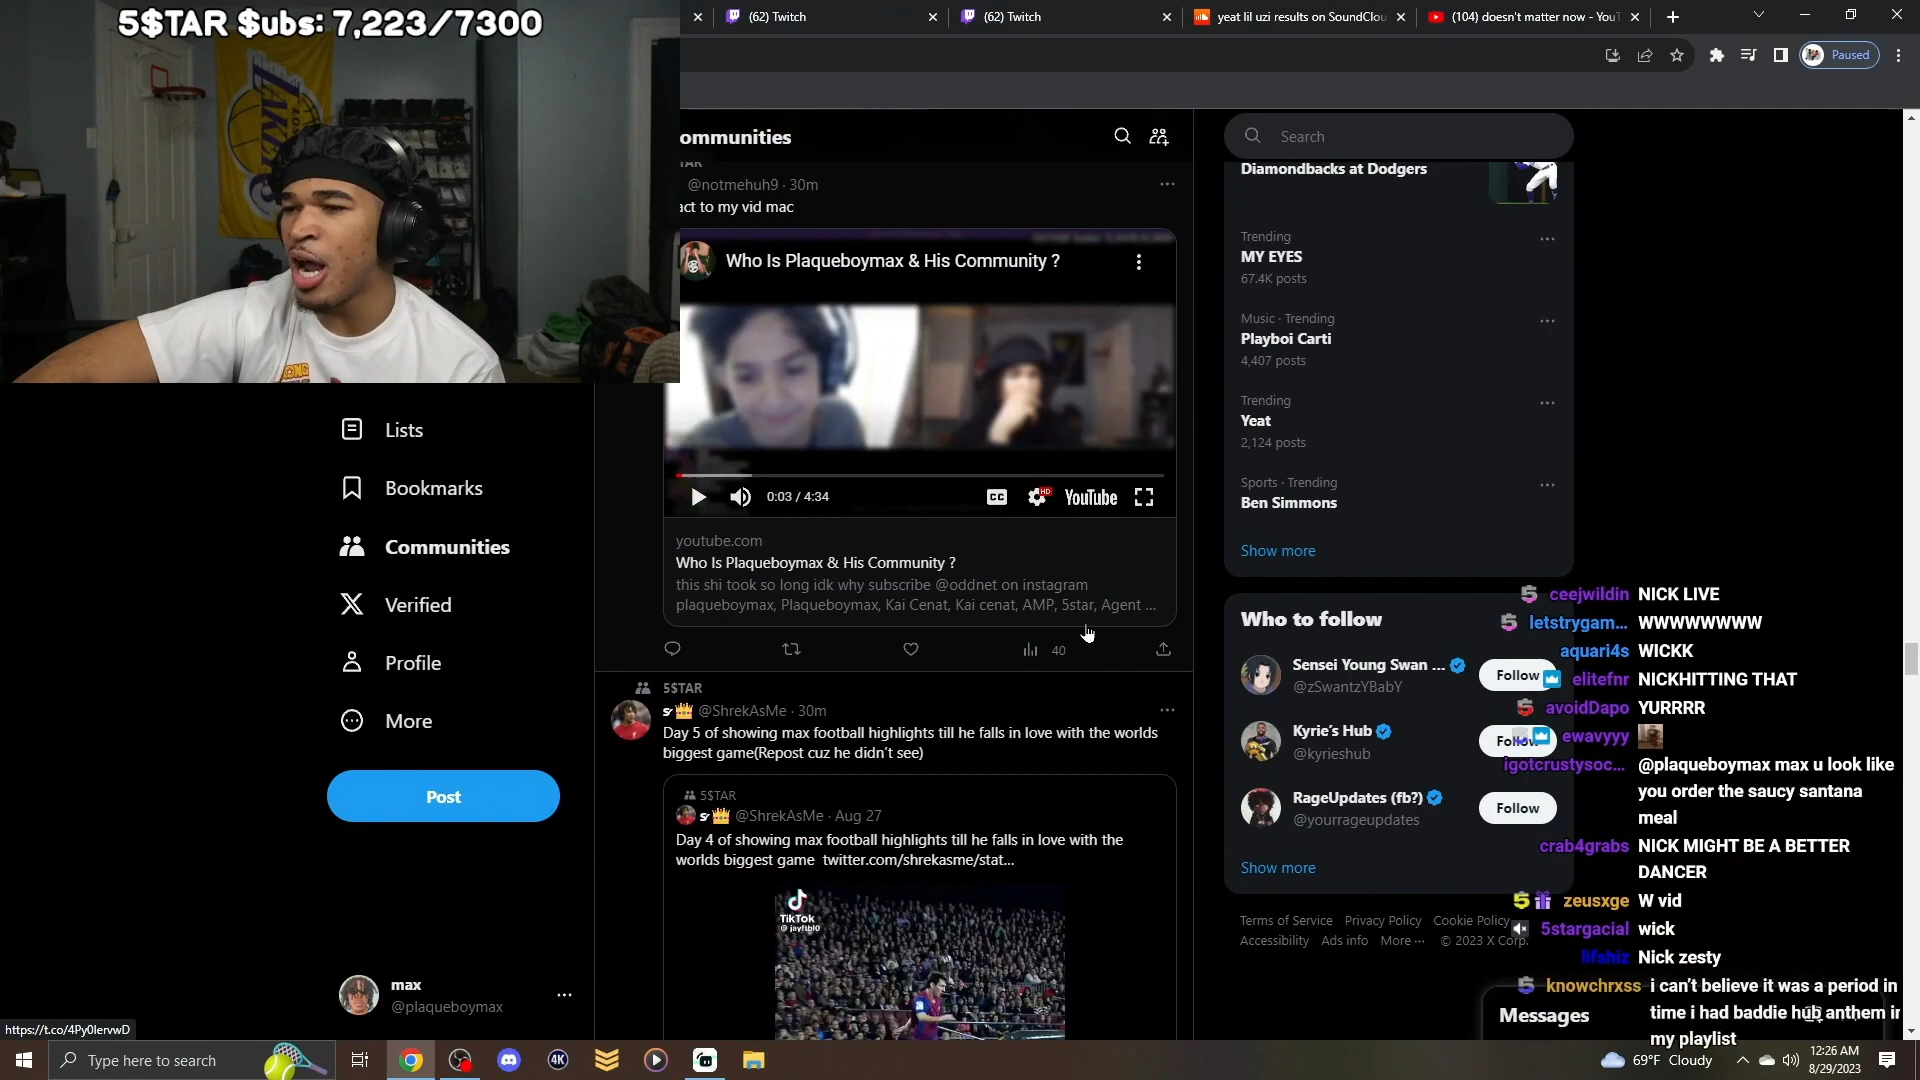 5$TAR $ubs: 7,223/7300
(62) Twitch
(62) Twitch
yeat lil uzi results on SoundClou
(104) doesn't matter now - YouT
Paused
LAKE
ommunities
@notmehuh9 · 30m
act to my vid mac
Who Is Plaqueboymax & His Community ?
0:03 / 4:34
CC
HD
YouTube
youtube.com
Who Is Plaqueboymax & His Community ?
this shi took so long idk why subscribe @oddnet on instagram
plaqueboymax, Plaqueboymax, Kai Cenat, Kai cenat, AMP, 5star, Agent ...
40
5$TAR
@ShrekAsMe · 30m
Day 5 of showing max football highlights till he falls in love with the worlds
biggest game(Repost cuz he didn't see)
5$TAR
@ShrekAsMe · Aug 27
Day 4 of showing max football highlights till he falls in love with the
worlds biggest game twitter.com/shrekasme/stat...
TikTok
@ jayftbl0
Lists
Bookmarks
Communities
Verified
Profile
More
Post
max
@plaqueboymax
https://t.co/4Py0lervwD
Search
Diamondbacks at Dodgers
Trending
MY EYES
67.4K posts
Music · Trending
Playboi Carti
4,407 posts
Trending
Yeat
2,124 posts
Sports · Trending
Ben Simmons
Show more
Who to follow
Sensei Young Swan ...
@zSwantzYBabY
Follow
Kyrie's Hub
@kyrieshub
Follow
RageUpdates (fb?)
@yourrageupdates
Follow
Show more
Terms of Service Privacy Policy Cookie Policy
Accessibility Ads info More ··· © 2023 X Corp.
Messages
ceejwildin NICK LIVE
letstrygam... WWWWWWWW
aquari4s WICKK
elitefnr NICKHITTING THAT
avoidDapo YURRRR
ewavyyy
igotcrustysoc... @plaqueboymax max u look like
you order the saucy santana
meal
crab4grabs NICK MIGHT BE A BETTER
DANCER
zeusxge W vid
5stargacial wick
lifshiz Nick zesty
knowchrxss i can't believe it was a period in
time i had baddie hub anthem in
my playlist
Type here to search
4K
69°F Cloudy
12:26 AM
8/29/2023